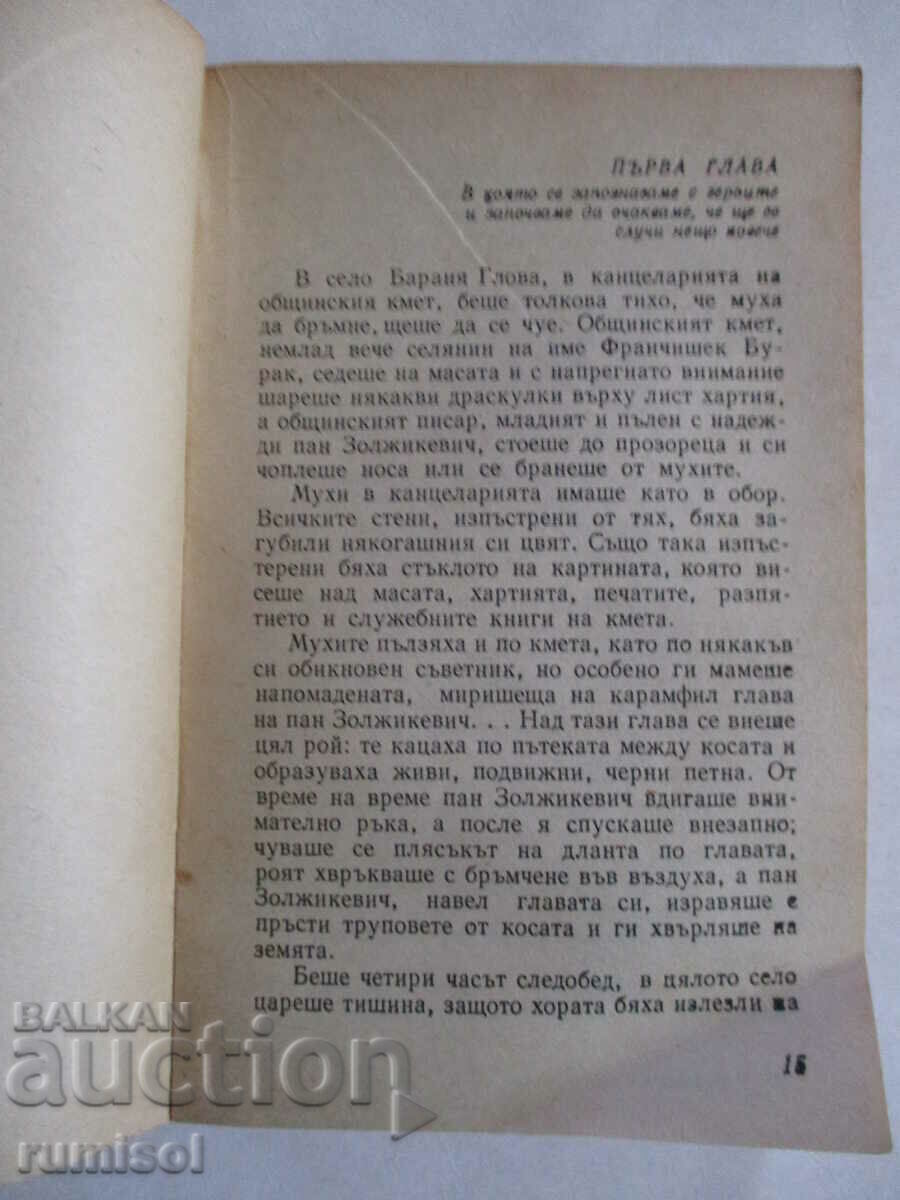 ПЪРВА ГЛАВА
В която се запознаваме с героите
и започваме да очакваме, че ще се
случи нещо повече
В село Барания Глова, в канцеларията на
общинския кмет, беше толкова тихо, че муха
да бръмне, щеше да се чуе. Общинският кмет,
немлад вече селянин на име Франчишек Бу-
рак, седеше на масата и с напрегнато внимание
шареше някакви драскулки върху лист хартия,
а общинският писар, младият и пълен с надеж-
ди пан Золжикевич, стоеше до прозореца и си
чоплеше носа или се бранеше от мухите.
Мухи в канцеларията имаше като в обор.
Всичките стени, изпъстрени от тях, бяха за-
губили някогашния си цвят. Също така изпъс-
терени бяха стъклото на картината, която ви-
сеше над масата, хартията, печатите, разпя-
тието и служебните книги на кмета.
Мухите пълзяха и по кмета, като по някакъв
си обикновен съветник, но особено ги мамеше
напомадената, миришеща на карамфил глава
на пан Золжикевич. . . Над тази глава се виеше
цял рой: те кацаха по пътеката между косата и
образуваха живи, подвижни, черни петна. От
време на време пан Золжикевич вдигаше вни-
мателно ръка, а после я спускаше внезапно;
чуваше се плясъкът на дланта по главата,
роят хвръкваше с бръмчене във въздуха, а пан
Золжикевич, навел главата си, изравяше с
пръсти труповете от косата и ги хвърляше на
земята.
Беше четири часът следобед, в цялото село
цареше тишина, защото хората бяха излезли на
15
BALKAN
auction
rumisol